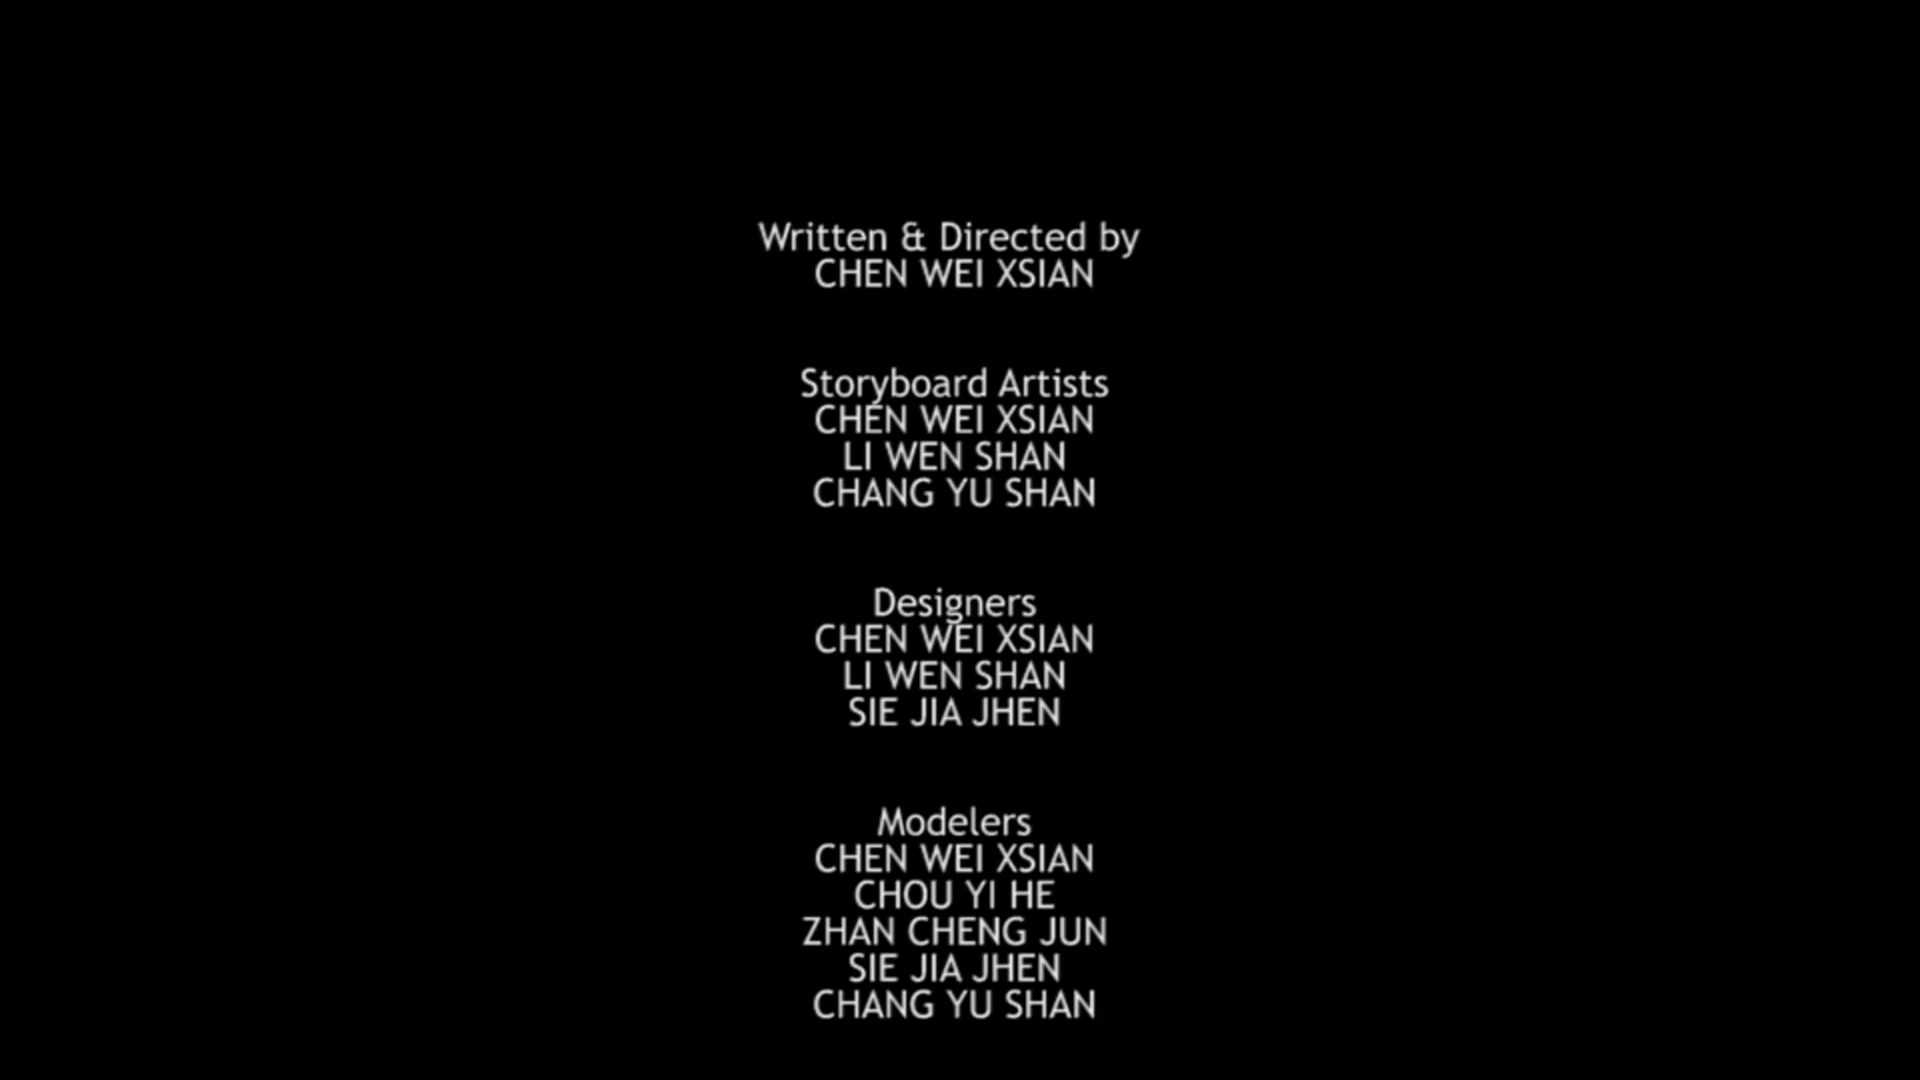 Written & Directed by
CHEN WEI XSIAN
Storyboard Artists
CHEN WEI XSIAN
LI WEN SHAN
CHANG YU SHAN
Designers
CHEN WEI XSIAN
LI WEN SHAN
SIE JIA JHEN
Modelers
CHEN WEI XSIAN
CHOU YI HE
ZHAN CHENG JUN
SIE JIA JHEN
CHANG YU SHAN